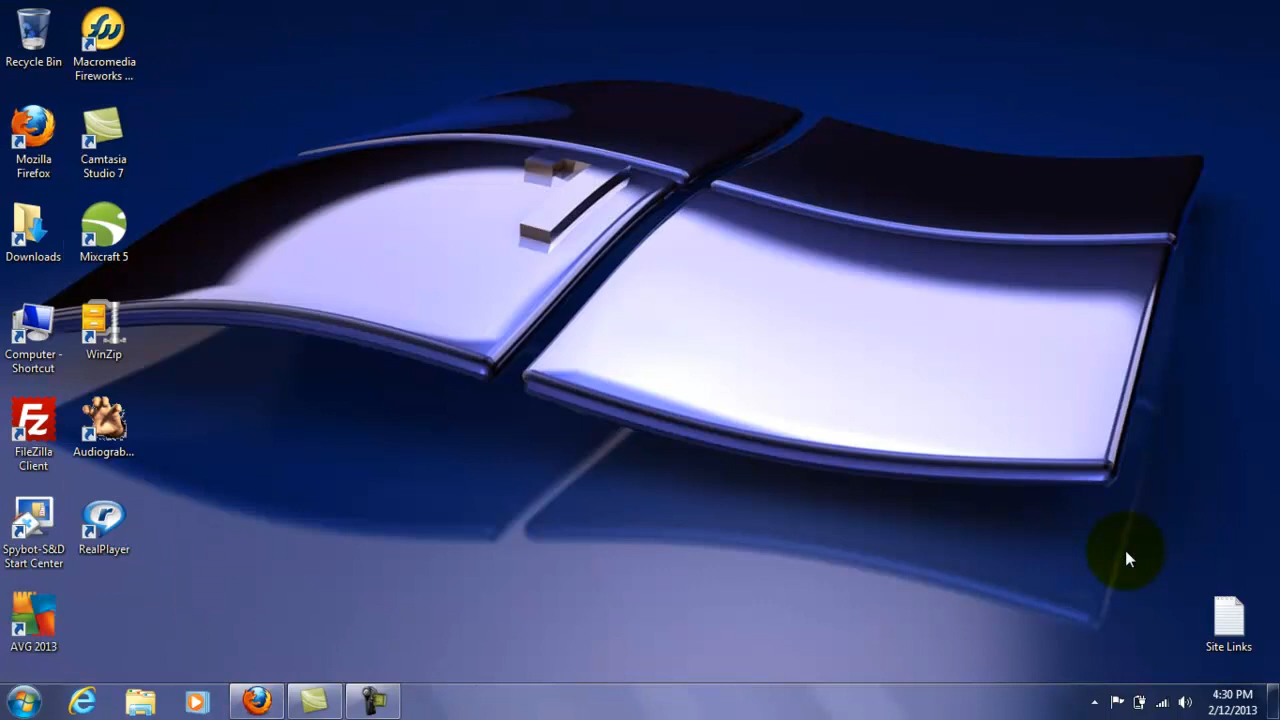 Recycle Bin
Macromedia
Fireworks ...
Mozilla
Firefox
Camtasia
Studio 7
Downloads
Mixcraft 5
Computer -
Shortcut
WinZip
Fz
FileZilla
Client
Audiograb...
Spybot-S&D
Start Center
RealPlayer
AVG 2013
Site Links
4:30 PM
2/12/2013